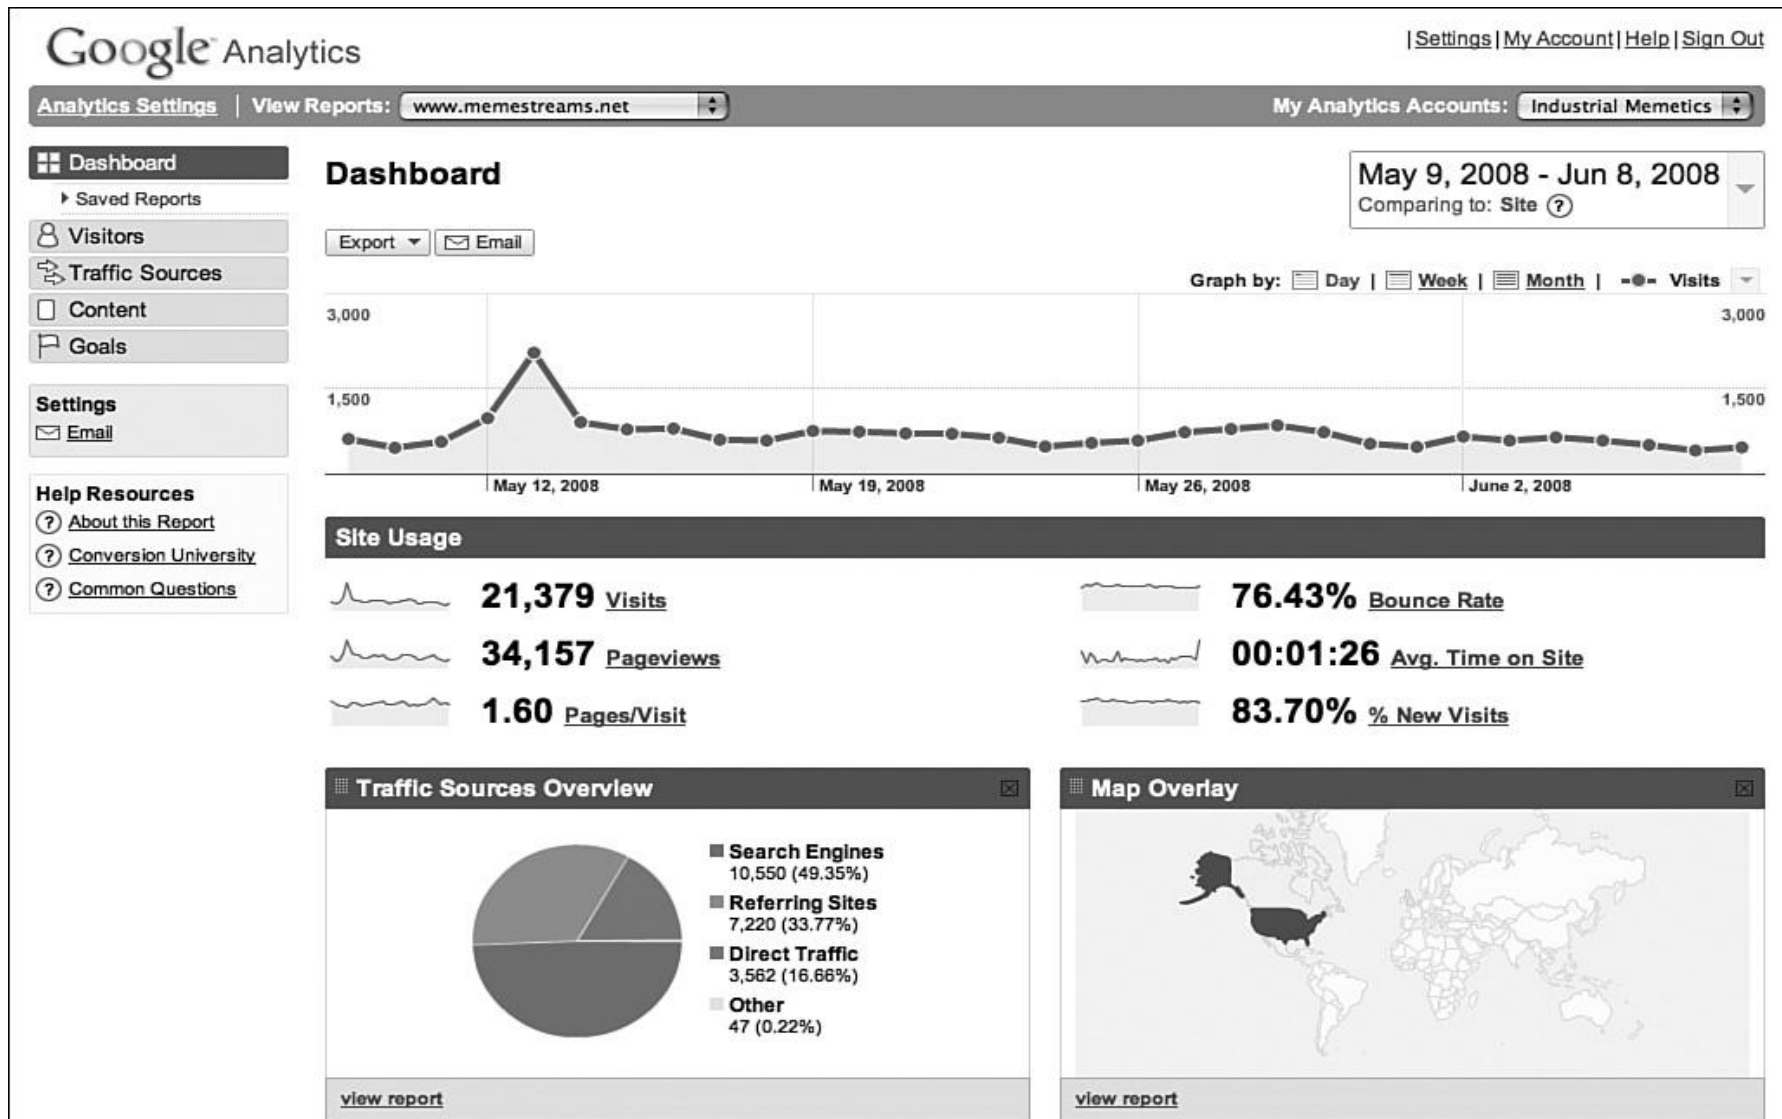 Google™ Analytics
| Settings | My Account | Help | Sign Out
Analytics Settings | View Reports: www.memestreams.net
My Analytics Accounts: Industrial Memetics
Dashboard
Saved Reports
Visitors
Traffic Sources
Content
Goals
Settings
Email
Help Resources
? About this Report
? Conversion University
? Common Questions
Dashboard
May 9, 2008 - Jun 8, 2008
Comparing to: Site ?
Export Email
Graph by: Day | Week | Month | Visits
3,000 3,000
1,500 1,500
May 12, 2008 May 19, 2008 May 26, 2008 June 2, 2008
Site Usage
21,379 Visits
76.43% Bounce Rate
34,157 Pageviews
00:01:26 Avg. Time on Site
1.60 Pages/Visit
83.70% % New Visits
Traffic Sources Overview
Search Engines
10,550 (49.35%)
Referring Sites
7,220 (33.77%)
Direct Traffic
3,562 (16.66%)
Other
47 (0.22%)
view report
Map Overlay
view report